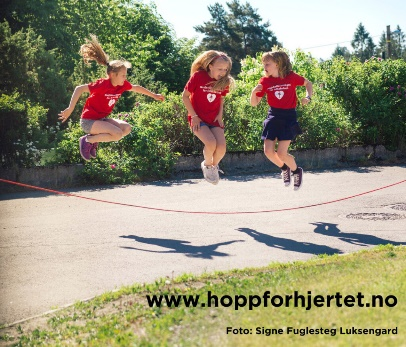 www.hoppforhjertet.no
Foto: Signe Fuglesteg Luksengard